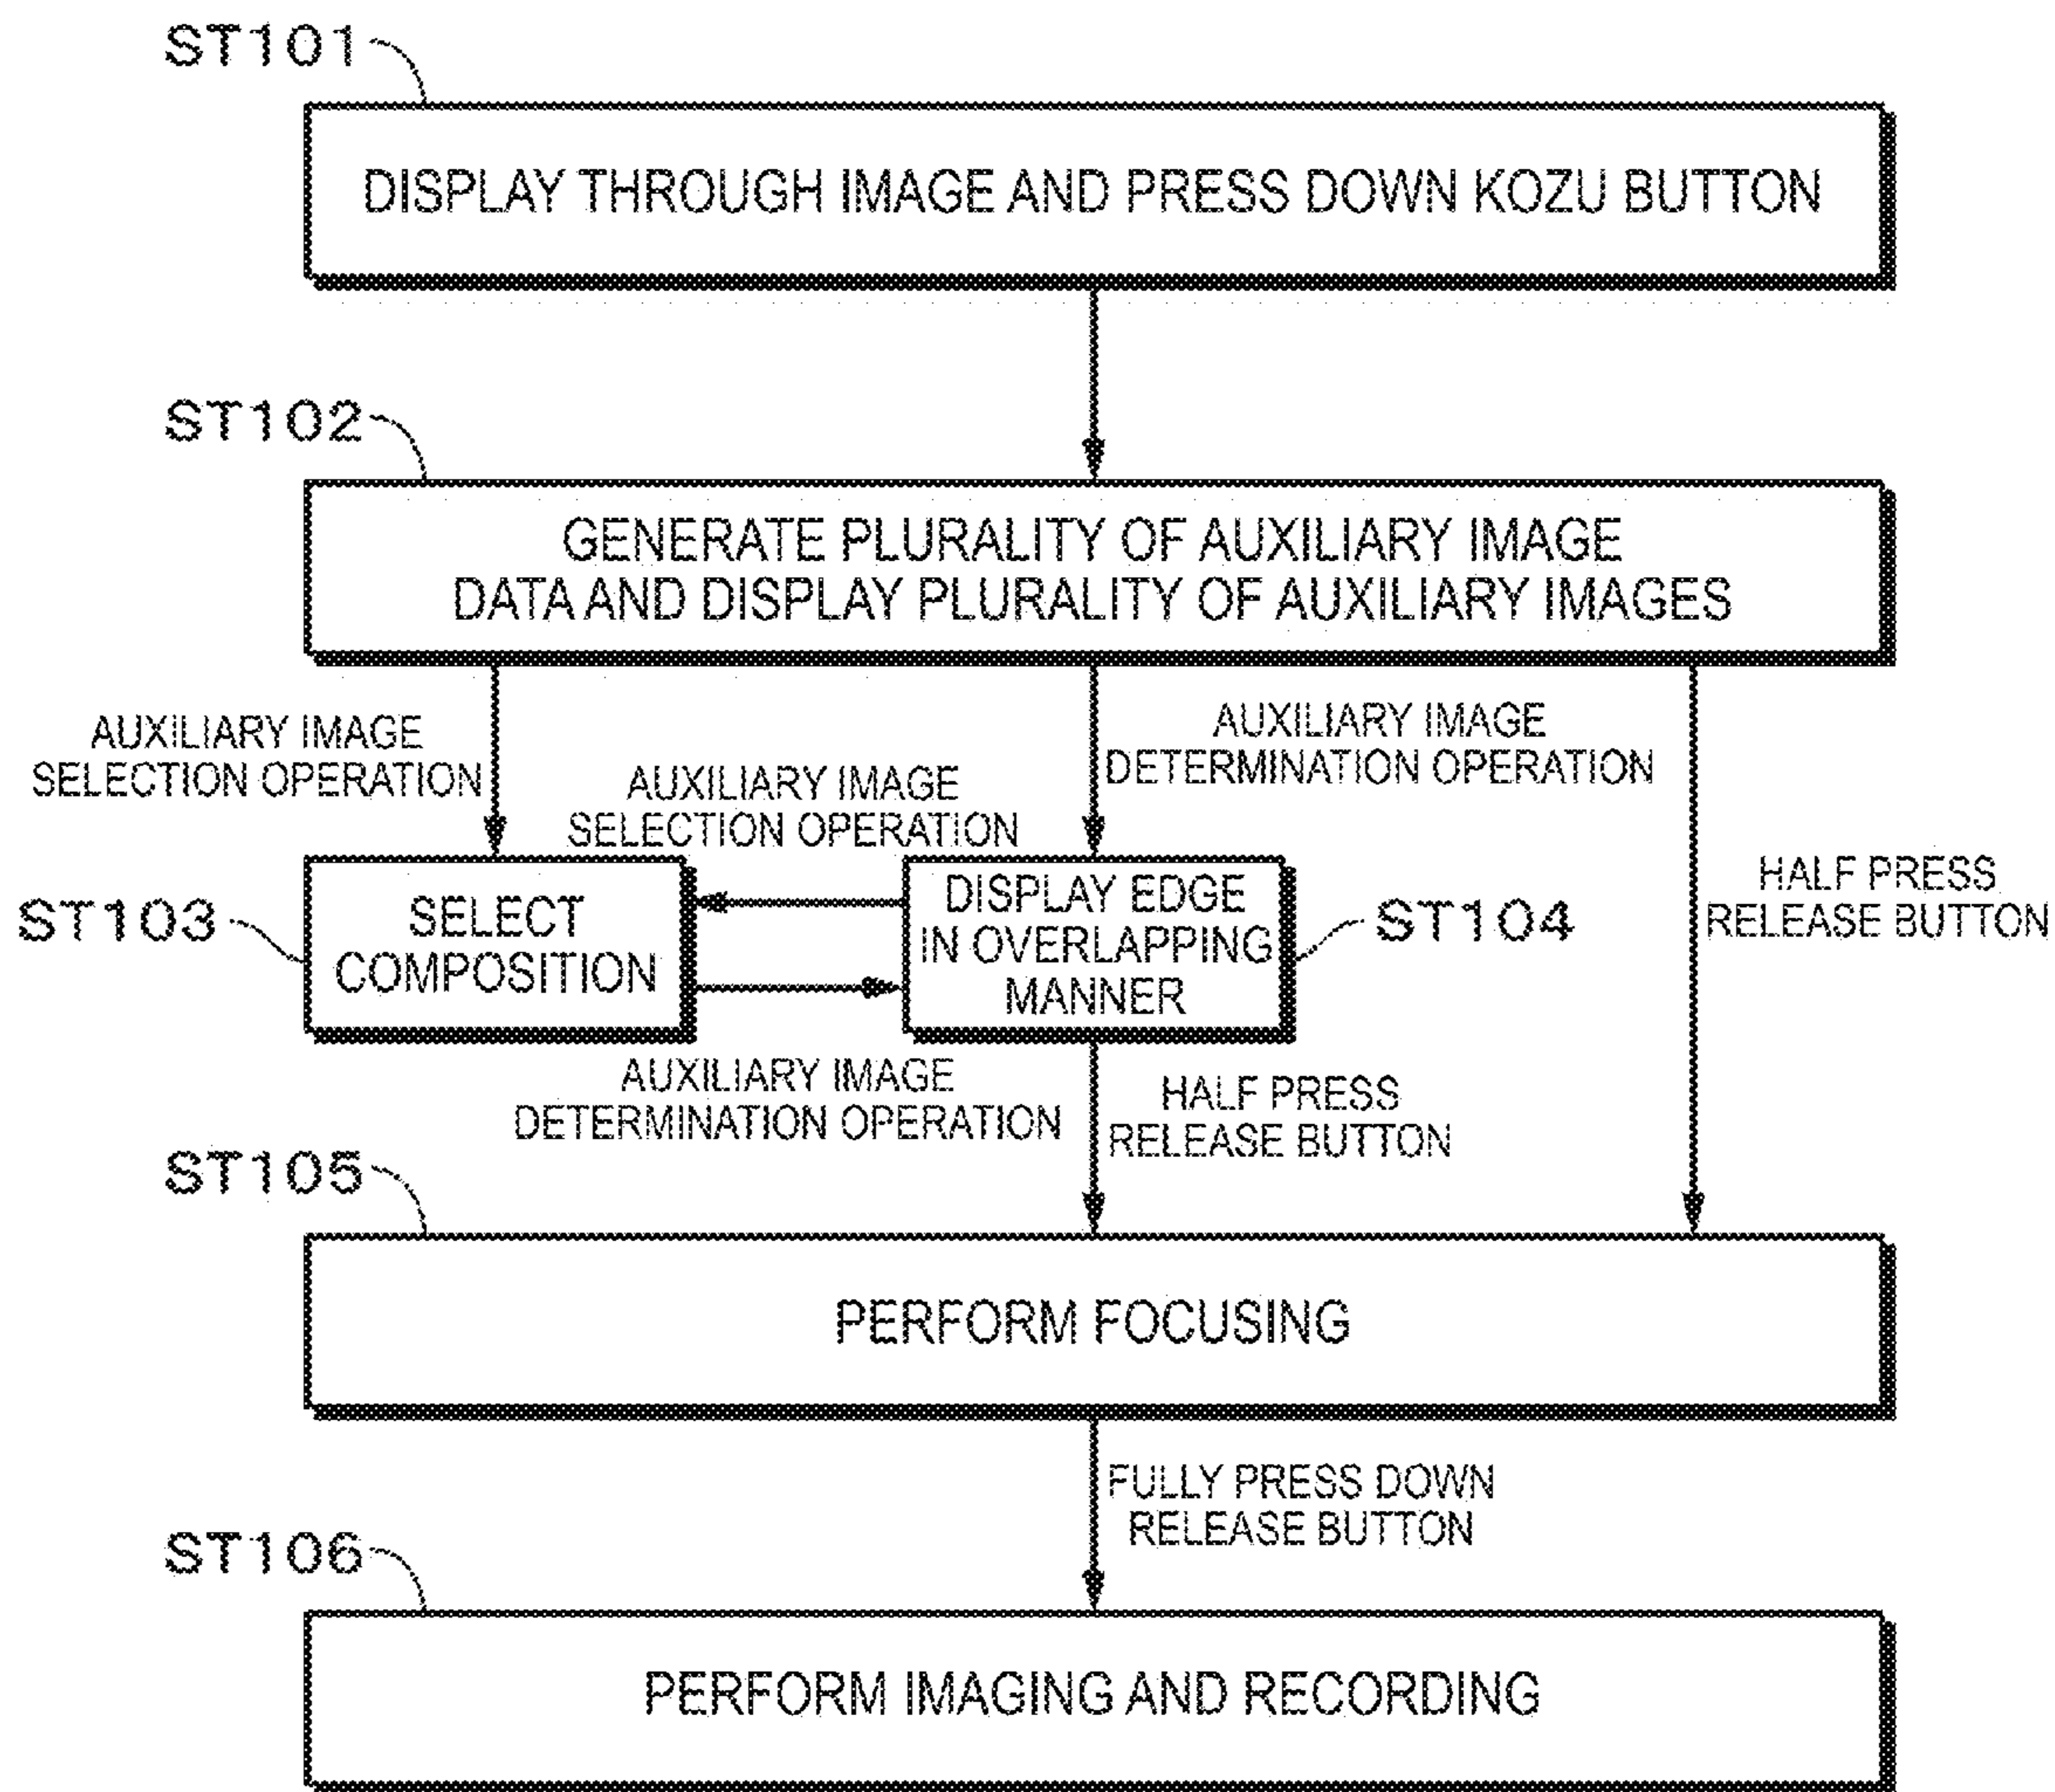 ST101
DISPLAY THROUGH IMAGE AND PRESS DOWN KOZU BUTTON
ST102
GENERATE PLURALITY OF AUXILIARY IMAGE
DATA AND DISPLAY PLURALITY OF AUXILIARY IMAGES
AUXILIARY IMAGE
SELECTION OPERATION
AUXILIARY IMAGE
SELECTION OPERATION
AUXILIARY IMAGE
DETERMINATION OPERATION
HALF PRESS
RELEASE BUTTON
ST103
SELECT
COMPOSITION
DISPLAY EDGE
IN OVERLAPPING
MANNER
ST104
AUXILIARY IMAGE
DETERMINATION OPERATION
HALF PRESS
RELEASE BUTTON
ST105
PERFORM FOCUSING
FULLY PRESS DOWN
RELEASE BUTTON
ST106
PERFORM IMAGING AND RECORDING